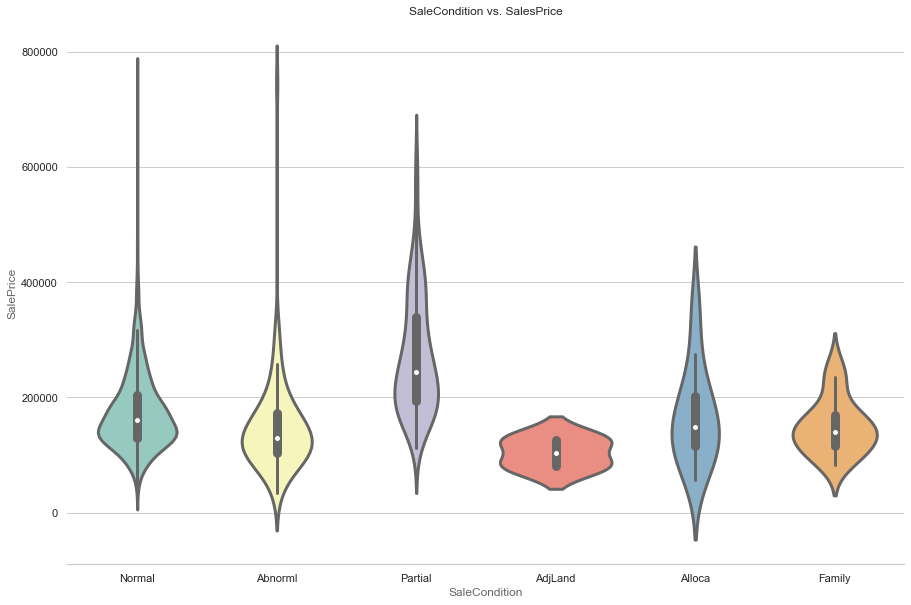 SaleCondition vs. SalesPrice
800000
600000
400000
200000
0
SalePrice
Normal Abnorml Partial AdjLand Alloca Family
SaleCondition